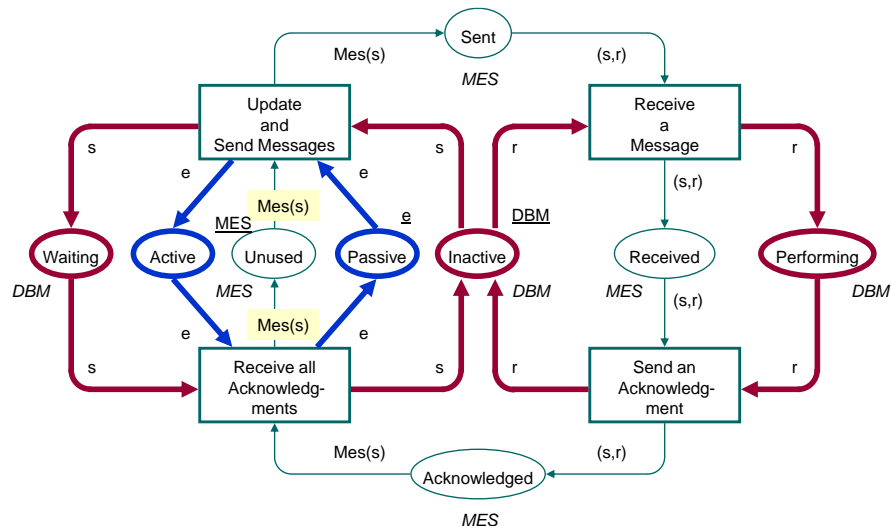 Sent
Mes(s)
(s,r)
MES
Update
and
Send Messages
Receive
a
Message
s
s
r
r
e
e
(s,r)
Mes(s)
MES
e
DBM
Waiting
Active
Unused
Passive
Inactive
Received
Performing
DBM
MES
DBM
MES
DBM
(s,r)
Mes(s)
e
e
s
s
r
r
Receive all
Acknowledg-
ments
Send an
Acknowledg-
ment
Mes(s)
(s,r)
Acknowledged
MES